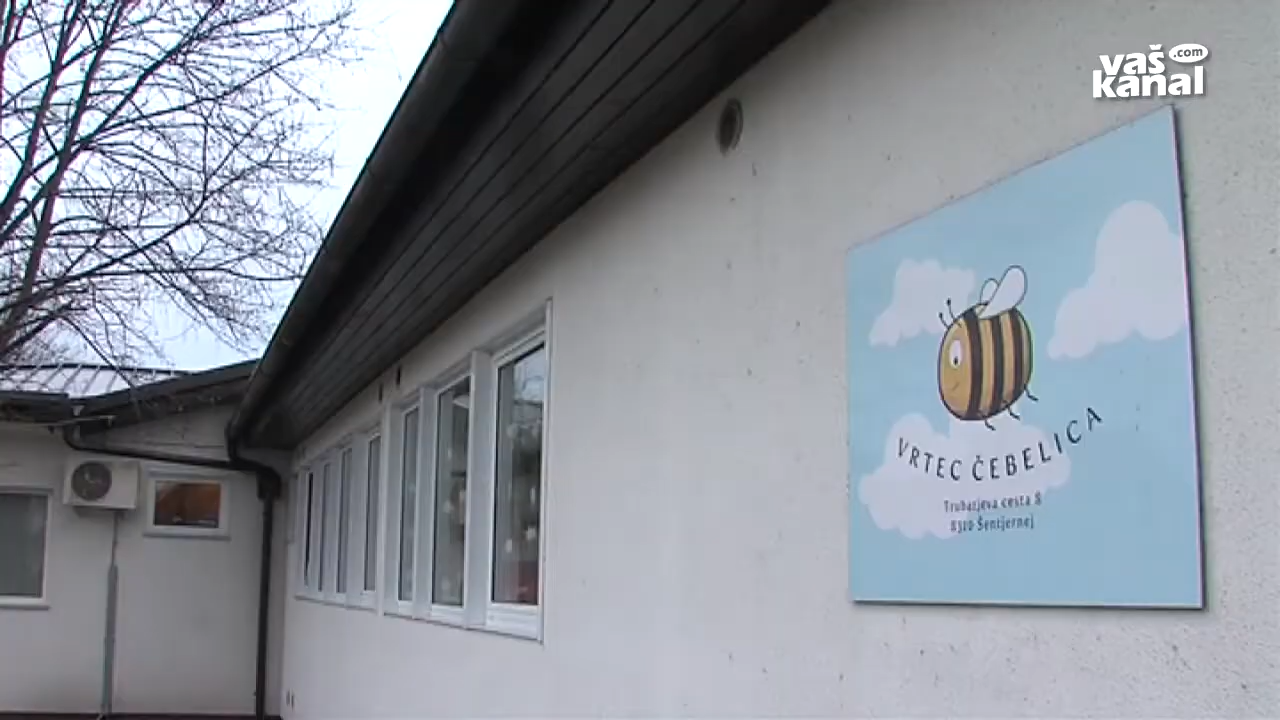 vaš .com
kanal
VRTEC ČEBELICA
Trubarjeva cesta 8
8310 Šentjernej